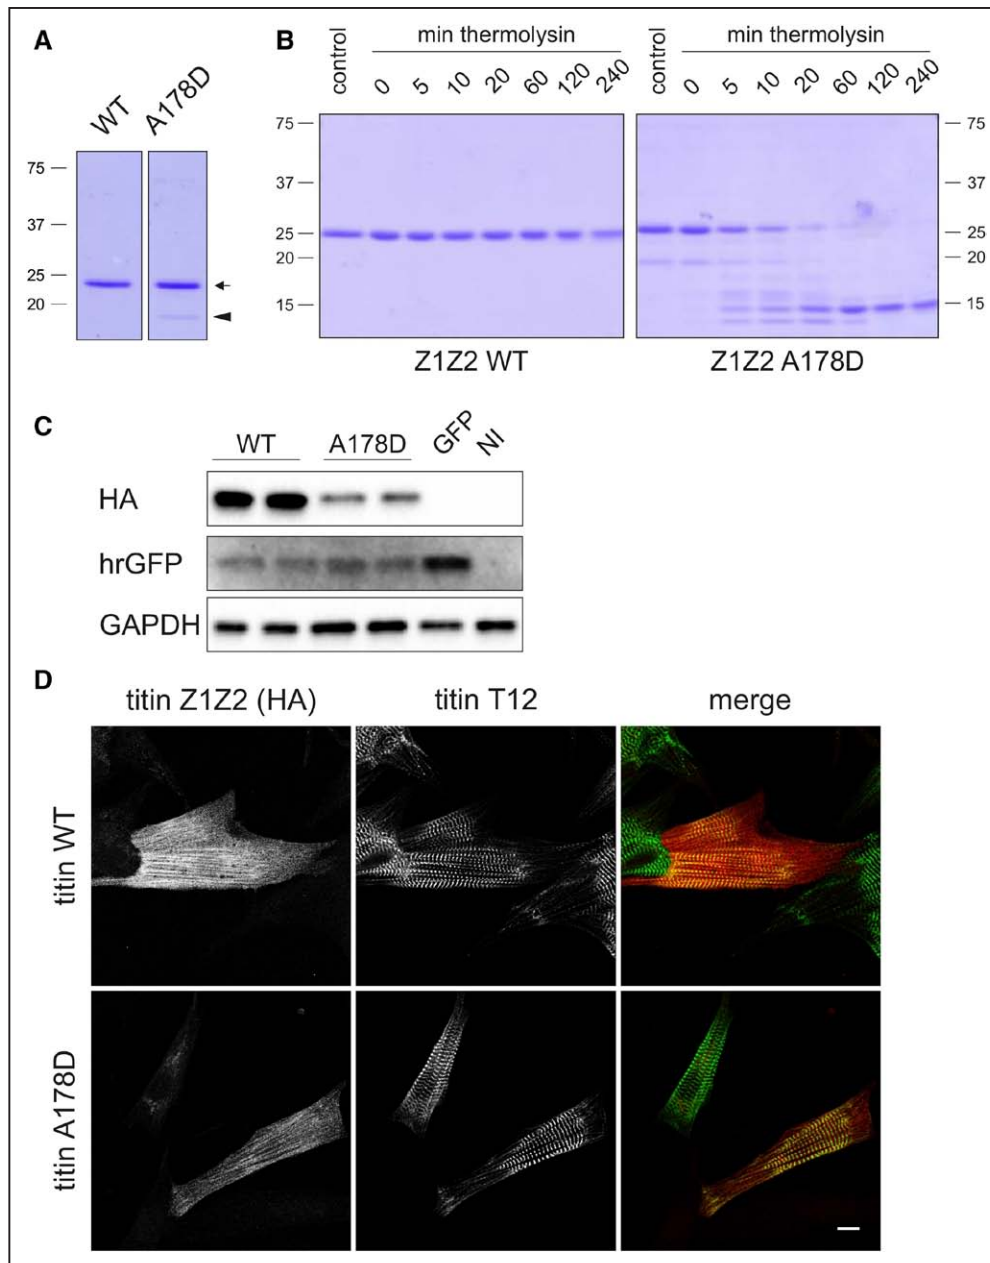 A
WT A178D
75
37
25
20
B
control min thermolysin
0 5 10 20 60 120 240
control min thermolysin
0 5 10 20 60 120 240
75
37
25
20
15
75
37
25
20
15
Z1Z2 WT
Z1Z2 A178D
C
WT A178D GFP NI
HA
hrGFP
GAPDH
D
titin Z1Z2 (HA) titin T12 merge
titin WT
titin A178D